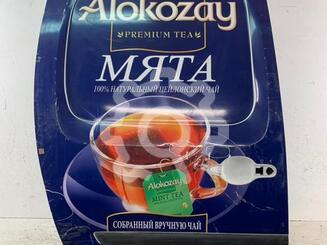 Alokozay
PREMIUM TEA
МЯТА
100% НАТУРАЛЬНЫЙ ЦЕЙЛОНСКИЙ ЧАЙ
Alokozay
MINT TEA
СОБРАННЫЙ ВРУЧНУЮ ЧАЙ